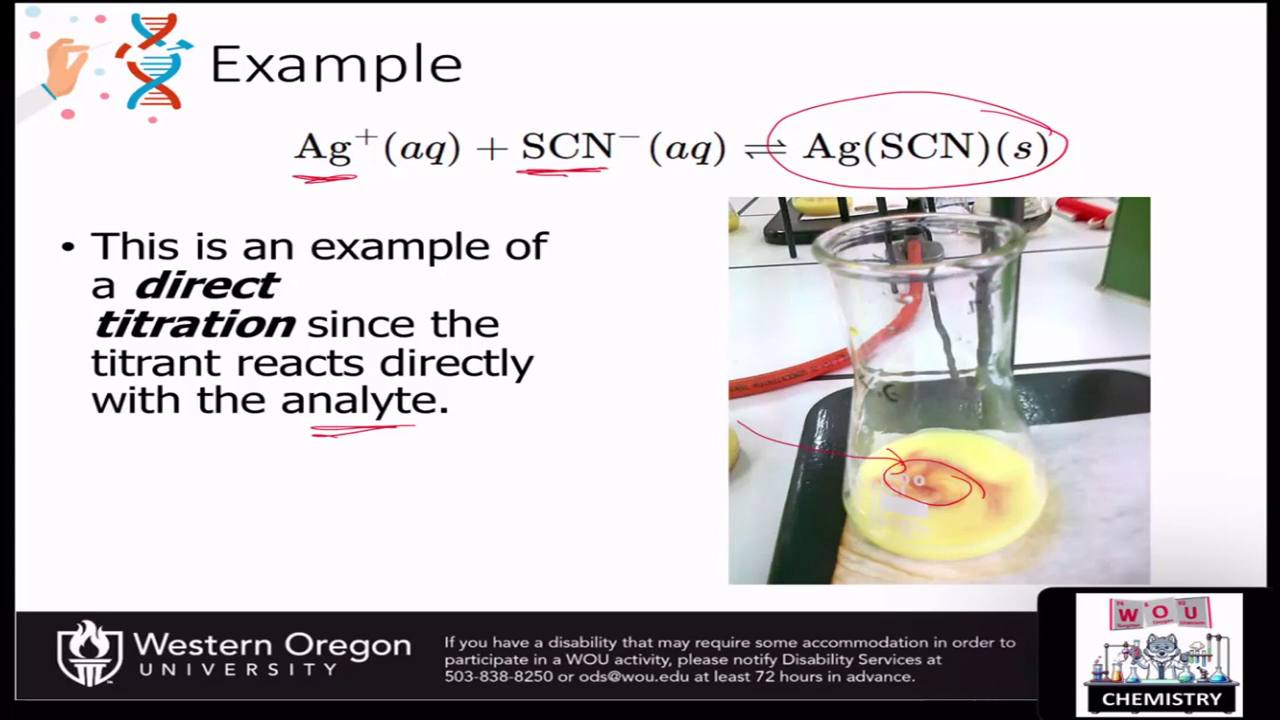 Example
Ag⁺(aq) + SCN⁻(aq) ⇌ Ag(SCN)(s)
• This is an example of
a direct
titration since the
titrant reacts directly
with the analyte.
Western Oregon
UNIVERSITY
If you have a disability that may require some accommodation in order to
participate in a WOU activity, please notify Disability Services at
503-838-8250 or ods@wou.edu at least 72 hours in advance.
W O U
CHEMISTRY